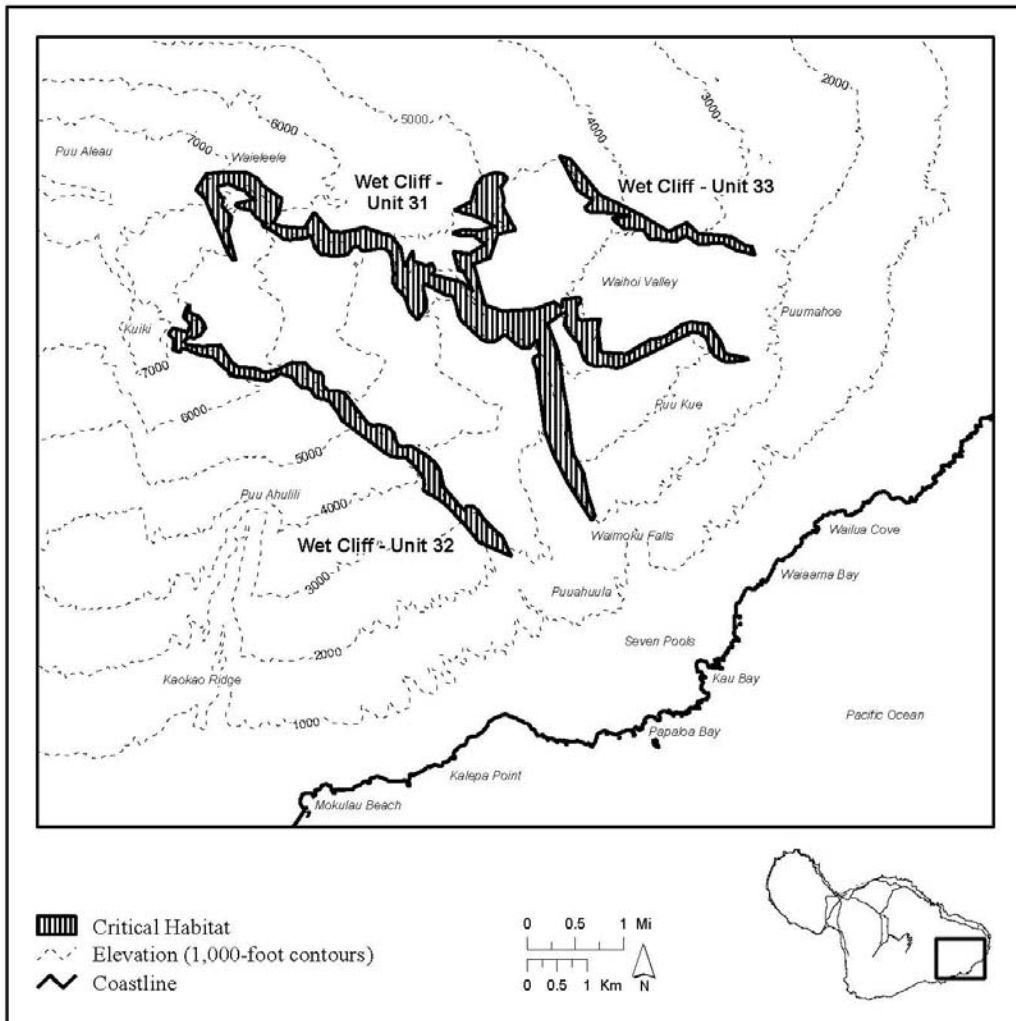 2000
5000
3000
6000
4000
7000
Puu Aleau
Waieleele
Wet Cliff -
Unit 31
Wet Cliff - Unit 33
Waihoi Valley
Puumahoe
Kuiki
7000
6000
Puu Kue
5000
Puu Ahulili
4000
Wailua Cove
Waimoku Falls
Wet Cliff - Unit 32
Waiaama Bay
3000
Puuahuula
Seven Pools
2000
Kaokao Ridge
Kau Bay
1000
Pacific Ocean
Papaloa Bay
Kalepa Point
Mokulau Beach
Critical Habitat
Elevation (1,000-foot contours)
Coastline
0 0.5 1 Mi
0 0.5 1 Km
N